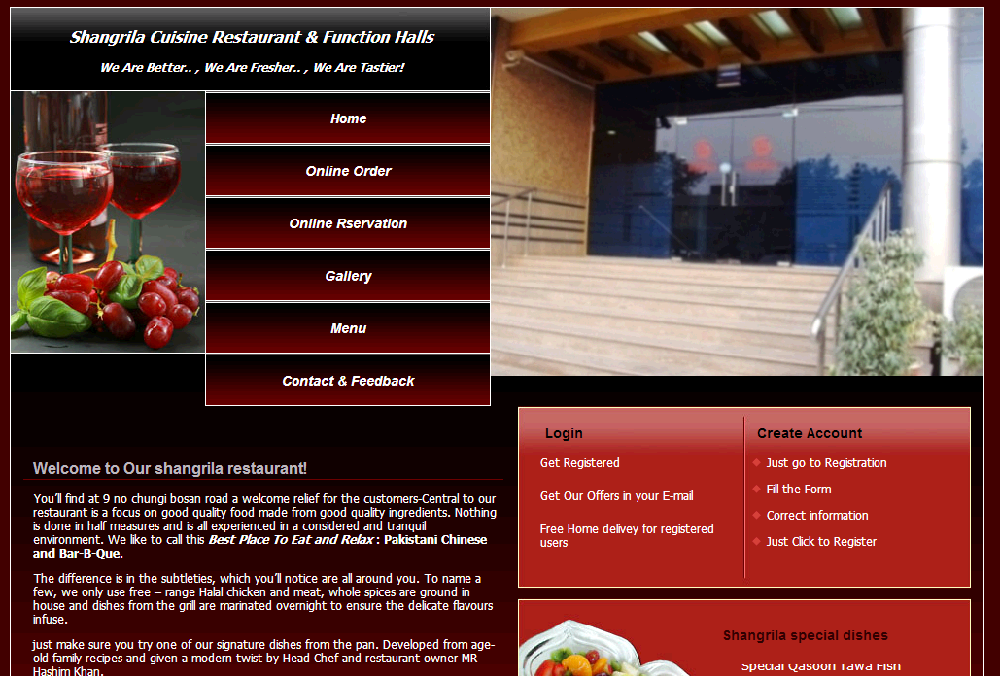 Shangrila Cuisine Restaurant & Function Halls
We Are Better.. , We Are Fresher.. , We Are Tastier!
Home
Online Order
Online Rservation
Gallery
Menu
Contact & Feedback
Welcome to Our shangrila restaurant!
You'll find at 9 no chungi bosan road a welcome relief for the customers-Central to our
restaurant is a focus on good quality food made from good quality ingredients. Nothing
is done in half measures and is all experienced in a considered and tranquil
environment. We like to call this Best Place To Eat and Relax : Pakistani Chinese
and Bar-B-Que.
The difference is in the subtleties, which you'll notice are all around you. To name a
few, we only use free – range Halal chicken and meat, whole spices are ground in
house and dishes from the grill are marinated overnight to ensure the delicate flavours
infuse.
just make sure you try one of our signature dishes from the pan. Developed from age-
old family recipes and given a modern twist by Head Chef and restaurant owner MR
Hashim Khan.
Login
Get Registered
Get Our Offers in your E-mail
Free Home delivey for registered
users
Create Account
Just go to Registration
Fill the Form
Correct information
Just Click to Register
Shangrila special dishes
Special Qasoori Tawa Fish